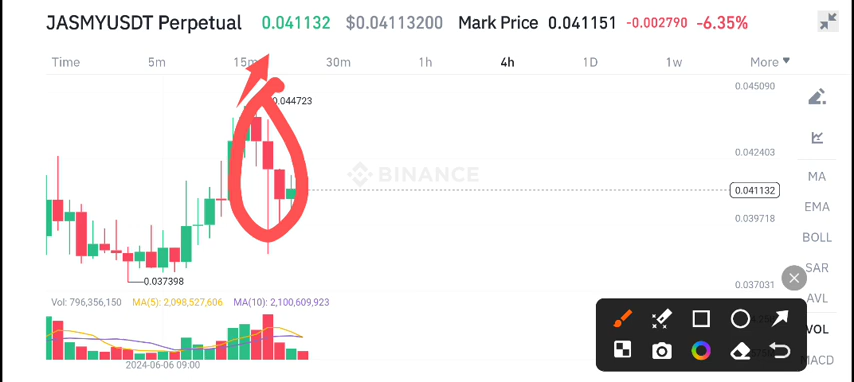 JASMYUSDT Perpetual 0.041132 $0.04113200 Mark Price 0.041151 -0.002790 -6.35%
Time 5m 15m 30m 1h 4h 1D 1w More
0.045090
0.044723
0.042403
BINANCE
MA
0.041132
EMA
0.039718
BOLL
SAR
0.037398
0.037031
AVL
Vol: 796,356,150 MA(5): 2,098,527,606 MA(10): 2,100,609,923
VOL
MACD
2024-06-06 09:00